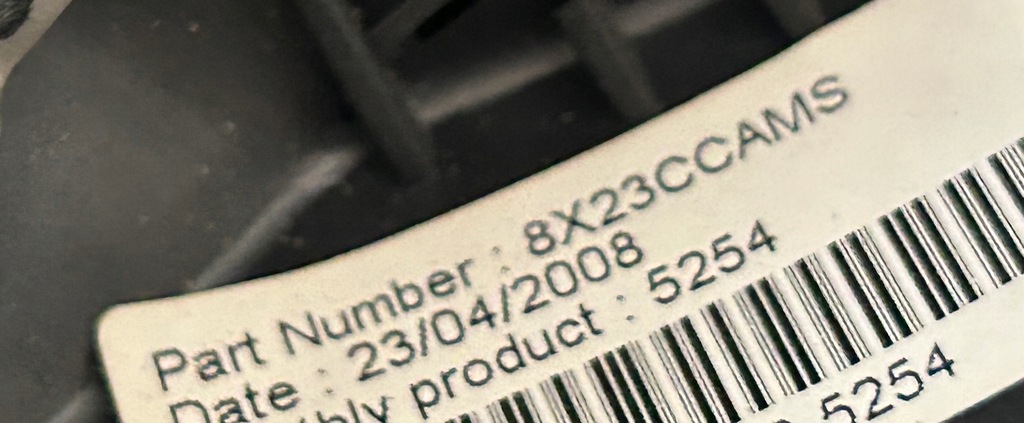 Part Number : 8X23CCAMS
Date : 23/04/2008
product : 5254
5254